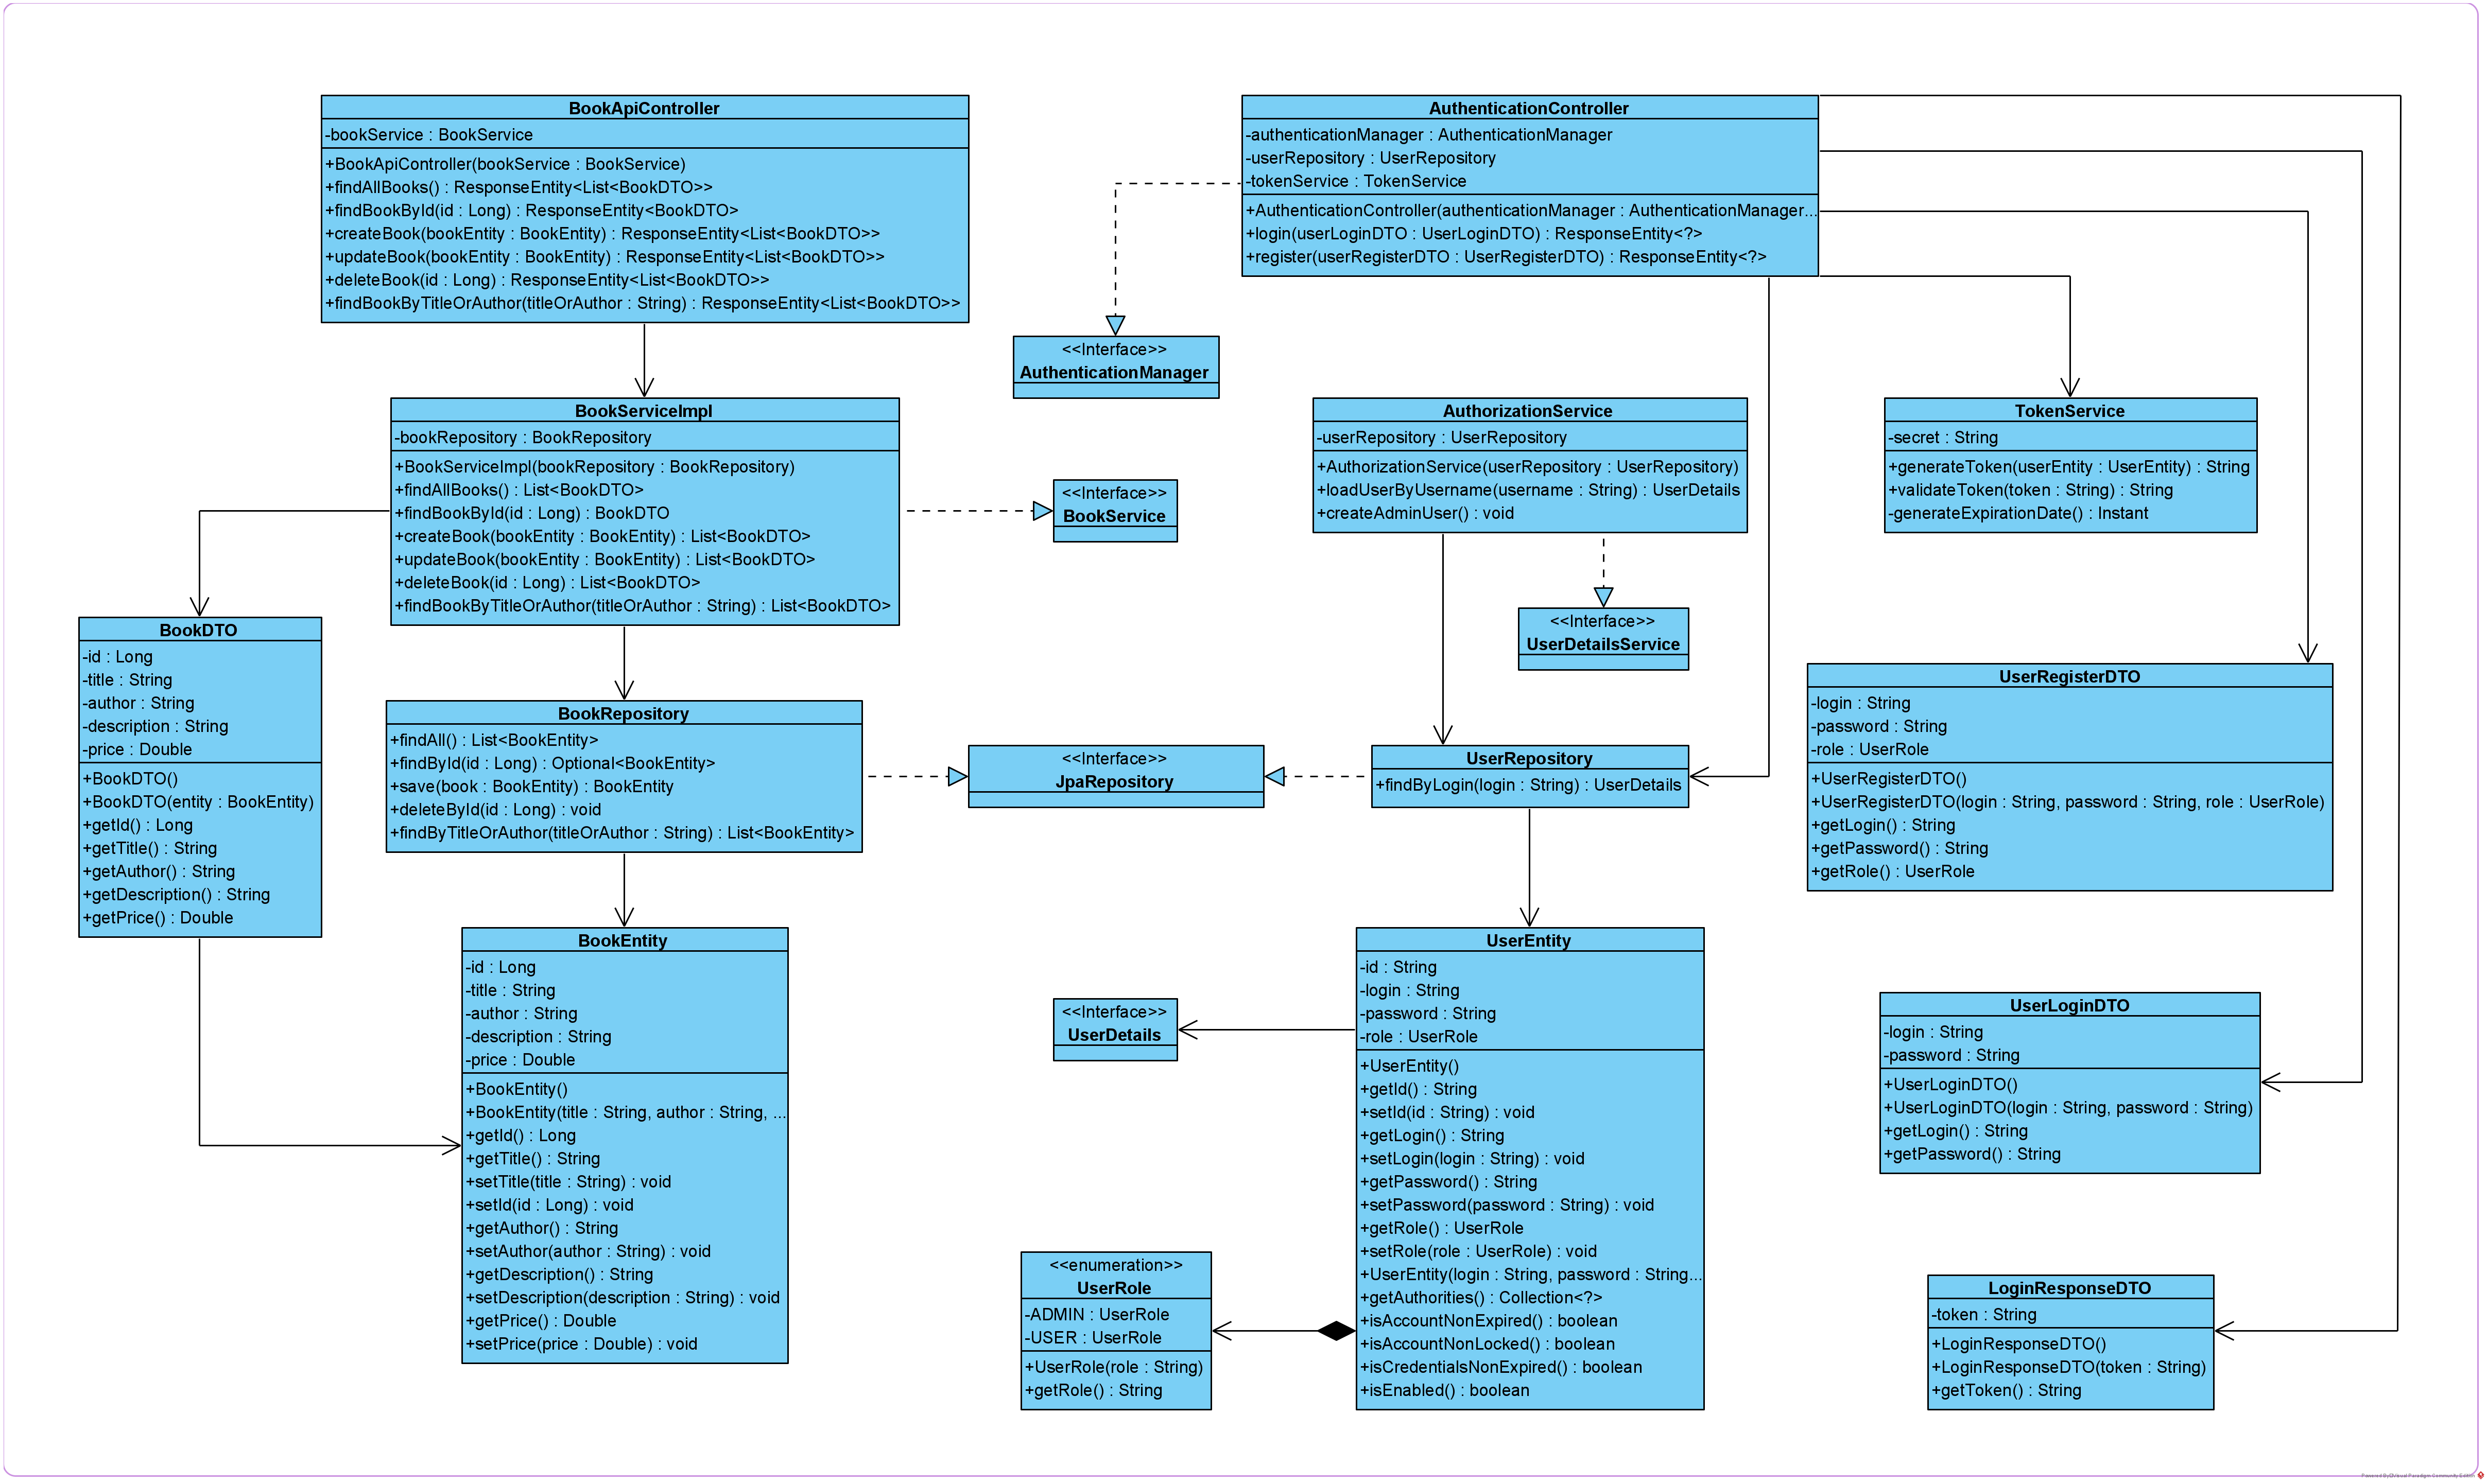 BookApiController
-bookService : BookService
+BookApiController(bookService : BookService)
+findAllBooks() : ResponseEntity<List<BookDTO>>
+findBookById(id : Long) : ResponseEntity<BookDTO>
+createBook(bookEntity : BookEntity) : ResponseEntity<List<BookDTO>>
+updateBook(bookEntity : BookEntity) : ResponseEntity<List<BookDTO>>
+deleteBook(id : Long) : ResponseEntity<List<BookDTO>>
+findBookByTitleOrAuthor(titleOrAuthor : String) : ResponseEntity<List<BookDTO>>
AuthenticationController
-authenticationManager : AuthenticationManager
-userRepository : UserRepository
-tokenService : TokenService
+AuthenticationController(authenticationManager : AuthenticationManager...
+login(userLoginDTO : UserLoginDTO) : ResponseEntity<?>
+register(userRegisterDTO : UserRegisterDTO) : ResponseEntity<?>
<<Interface>>
AuthenticationManager
BookServiceImpl
-bookRepository : BookRepository
+BookServiceImpl(bookRepository : BookRepository)
+findAllBooks() : List<BookDTO>
+findBookById(id : Long) : BookDTO
+createBook(bookEntity : BookEntity) : List<BookDTO>
+updateBook(bookEntity : BookEntity) : List<BookDTO>
+deleteBook(id : Long) : List<BookDTO>
+findBookByTitleOrAuthor(titleOrAuthor : String) : List<BookDTO>
<<Interface>>
BookService
AuthorizationService
-userRepository : UserRepository
+AuthorizationService(userRepository : UserRepository)
+loadUserByUsername(username : String) : UserDetails
+createAdminUser() : void
TokenService
-secret : String
+generateToken(userEntity : UserEntity) : String
+validateToken(token : String) : String
-generateExpirationDate() : Instant
<<Interface>>
UserDetailsService
BookDTO
-id : Long
-title : String
-author : String
-description : String
-price : Double
+BookDTO()
+BookDTO(entity : BookEntity)
+getId() : Long
+getTitle() : String
+getAuthor() : String
+getDescription() : String
+getPrice() : Double
BookRepository
+findAll() : List<BookEntity>
+findById(id : Long) : Optional<BookEntity>
+save(book : BookEntity) : BookEntity
+deleteById(id : Long) : void
+findByTitleOrAuthor(titleOrAuthor : String) : List<BookEntity>
<<Interface>>
JpaRepository
UserRepository
+findByLogin(login : String) : UserDetails
UserRegisterDTO
-login : String
-password : String
-role : UserRole
+UserRegisterDTO()
+UserRegisterDTO(login : String, password : String, role : UserRole)
+getLogin() : String
+getPassword() : String
+getRole() : UserRole
BookEntity
-id : Long
-title : String
-author : String
-description : String
-price : Double
+BookEntity()
+BookEntity(title : String, author : String, ...
+getId() : Long
+getTitle() : String
+setTitle(title : String) : void
+setId(id : Long) : void
+getAuthor() : String
+setAuthor(author : String) : void
+getDescription() : String
+setDescription(description : String) : void
+getPrice() : Double
+setPrice(price : Double) : void
<<Interface>>
UserDetails
UserEntity
-id : String
-login : String
-password : String
-role : UserRole
+UserEntity()
+getId() : String
+setId(id : String) : void
+getLogin() : String
+setLogin(login : String) : void
+getPassword() : String
+setPassword(password : String) : void
+getRole() : UserRole
+setRole(role : UserRole) : void
+UserEntity(login : String, password : String...
+getAuthorities() : Collection<?>
+isAccountNonExpired() : boolean
+isAccountNonLocked() : boolean
+isCredentialsNonExpired() : boolean
+isEnabled() : boolean
<<enumeration>>
UserRole
-ADMIN : UserRole
-USER : UserRole
+UserRole(role : String)
+getRole() : String
UserLoginDTO
-login : String
-password : String
+UserLoginDTO()
+UserLoginDTO(login : String, password : String)
+getLogin() : String
+getPassword() : String
LoginResponseDTO
-token : String
+LoginResponseDTO()
+LoginResponseDTO(token : String)
+getToken() : String